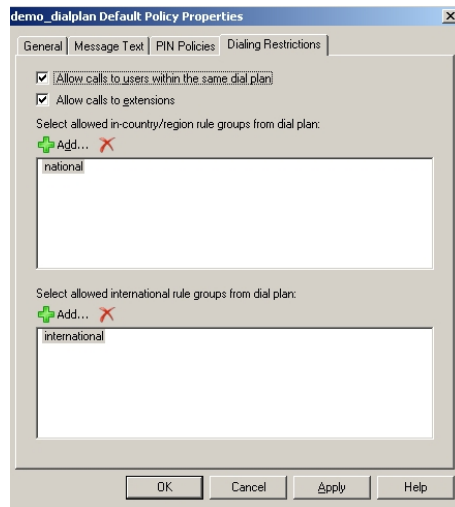 demo_dialplan Default Policy Properties
General Message Text PIN Policies Dialing Restrictions
Allow calls to users within the same dial plan
Allow calls to extensions
Select allowed in-country/region rule groups from dial plan:
Add...
national
Select allowed international rule groups from dial plan:
Add...
international
OK Cancel Apply Help